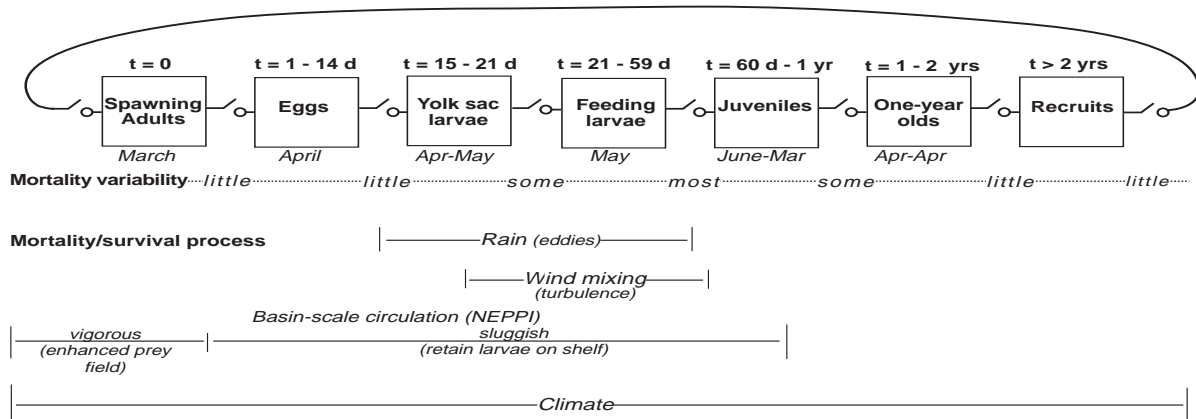 t = 0 t = 1 - 14 d t = 15 - 21 d t = 21 - 59 d t = 60 d - 1 yr t = 1 - 2 yrs t > 2 yrs
Spawning Adults Eggs Yolk sac larvae Feeding larvae Juveniles One-year olds Recruits
March April Apr-May May June-Mar Apr-Apr
Mortality variability little little some most some little little
Mortality/survival process
Rain (eddies)
Wind mixing
(turbulence)
Basin-scale circulation (NEPPI)
vigorous sluggish
(enhanced prey field) (retain larvae on shelf)
Climate